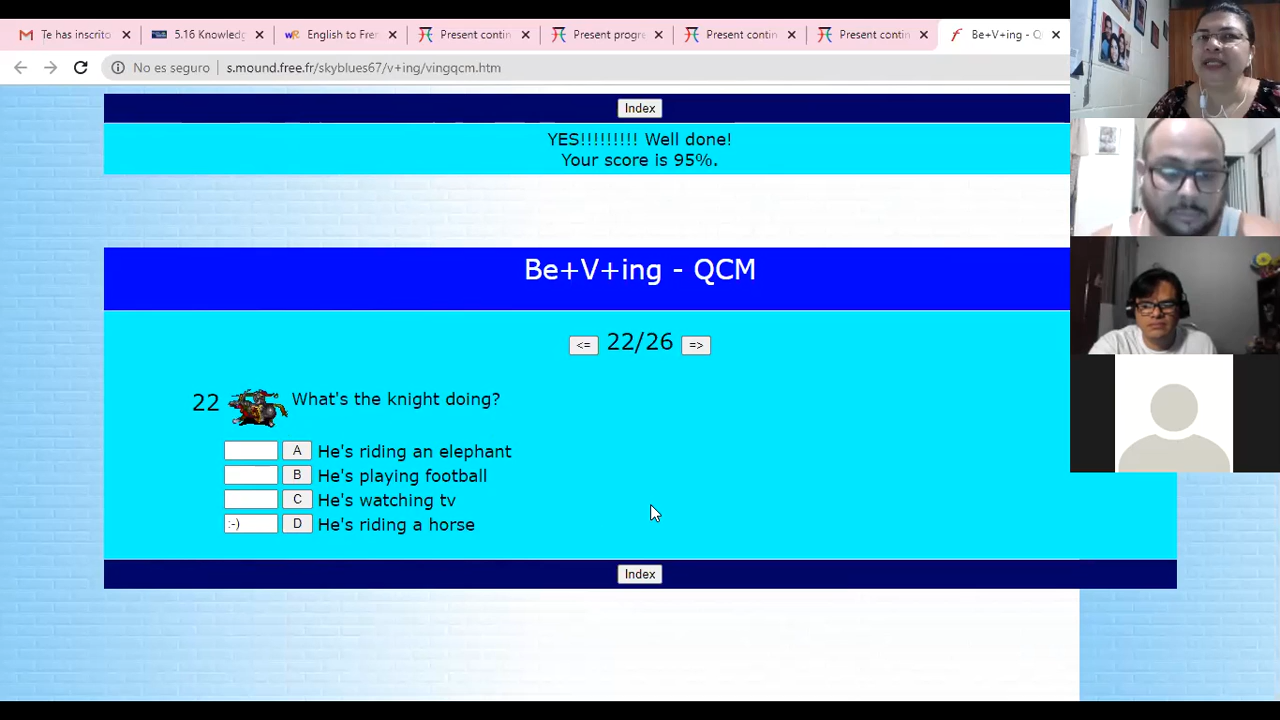 Te has inscrito
5.16 Knowledg
English to Fren
Present contin
Present progre
Present contin
Present contin
Be+V+ing - Q
No es seguro
s.mound.free.fr/skyblues67/v+ing/vingqcm.htm
Index
YES!!!!!!!!! Well done!
Your score is 95%.
Be+V+ing - QCM
<= 22/26 =>
22 What's the knight doing?
A He's riding an elephant
B He's playing football
C He's watching tv
:-) D He's riding a horse
Index